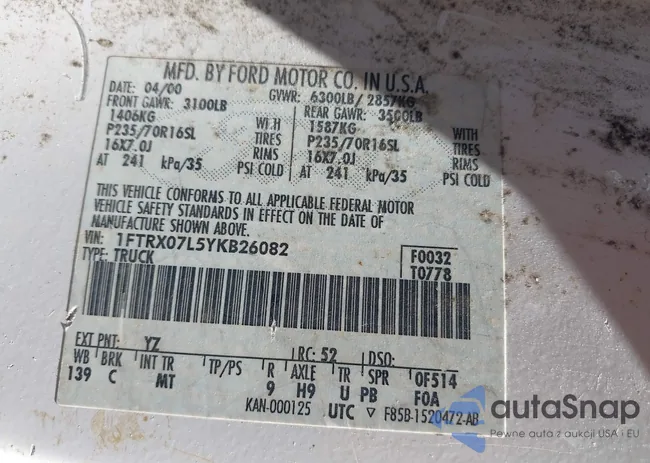 MFD. BY FORD MOTOR CO. IN U.S.A.
DATE: 04/00 GVWR: 6300LB/ 2857KG
FRONT GAWR: 3100LB REAR GAWR: 3500LB
1406KG WITH 1587KG WITH
P235/70R16SL TIRES P235/70R16SL TIRES
16X7.0J RIMS 16X7.0J RIMS
AT 241 kPa/35 PSI COLD AT 241 kPa/35 PSI COLD
THIS VEHICLE CONFORMS TO ALL APPLICABLE FEDERAL MOTOR
VEHICLE SAFETY STANDARDS IN EFFECT ON THE DATE OF
MANUFACTURE SHOWN ABOVE.
VIN: 1FTRX07L5YKB26082 F0032
TYPE: TRUCK T0778
EXT PNT: YZ RC: 52 DSO:
WB BRK INT TR TP/PS R AXLE TR SPR 0F514
139 C MT 9 H9 U PB F0A
KAN-000125 UTC ▽ F85B-1520472-AB
autaSnap
Pewne auta z aukcji USA i EU